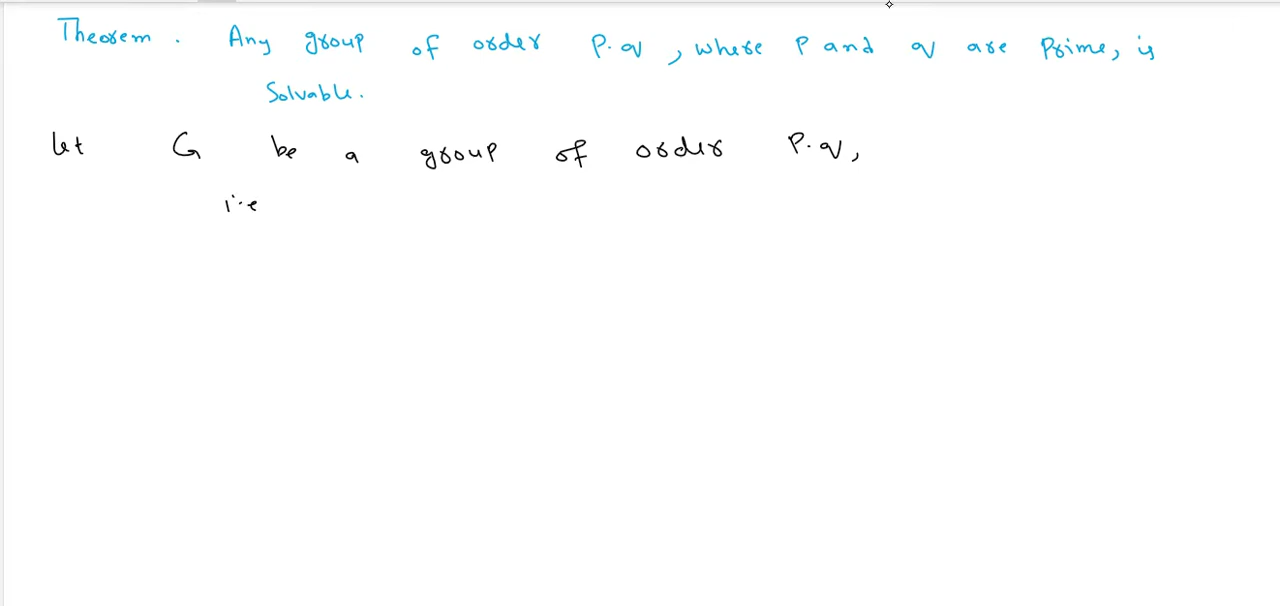 Theorem. Any group of order p.q, where p and q are Prime, is
Solvable.
let G be a group of order p.q,
i.e